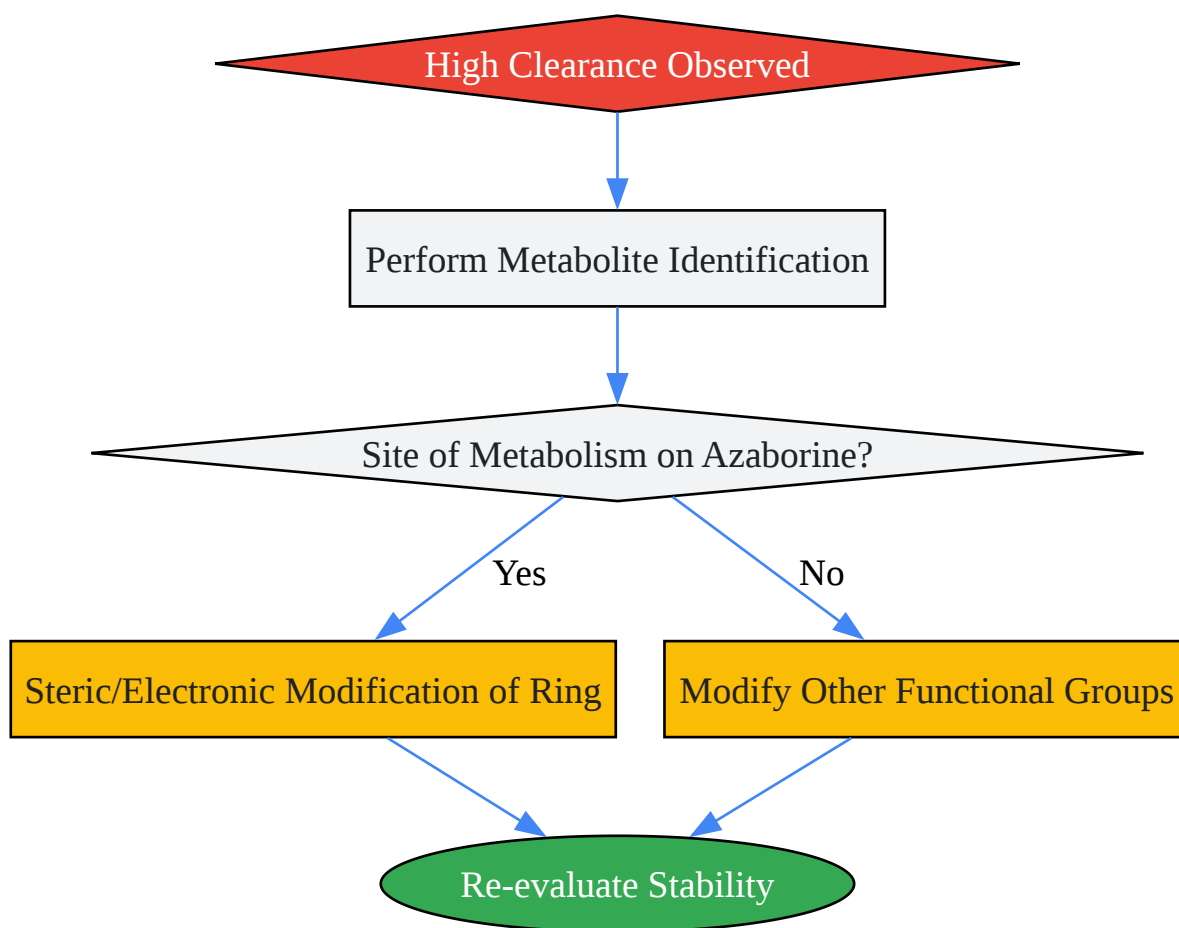 High Clearance Observed
Perform Metabolite Identification
Site of Metabolism on Azaborine?
Yes
No
Steric/Electronic Modification of Ring
Modify Other Functional Groups
Re-evaluate Stability